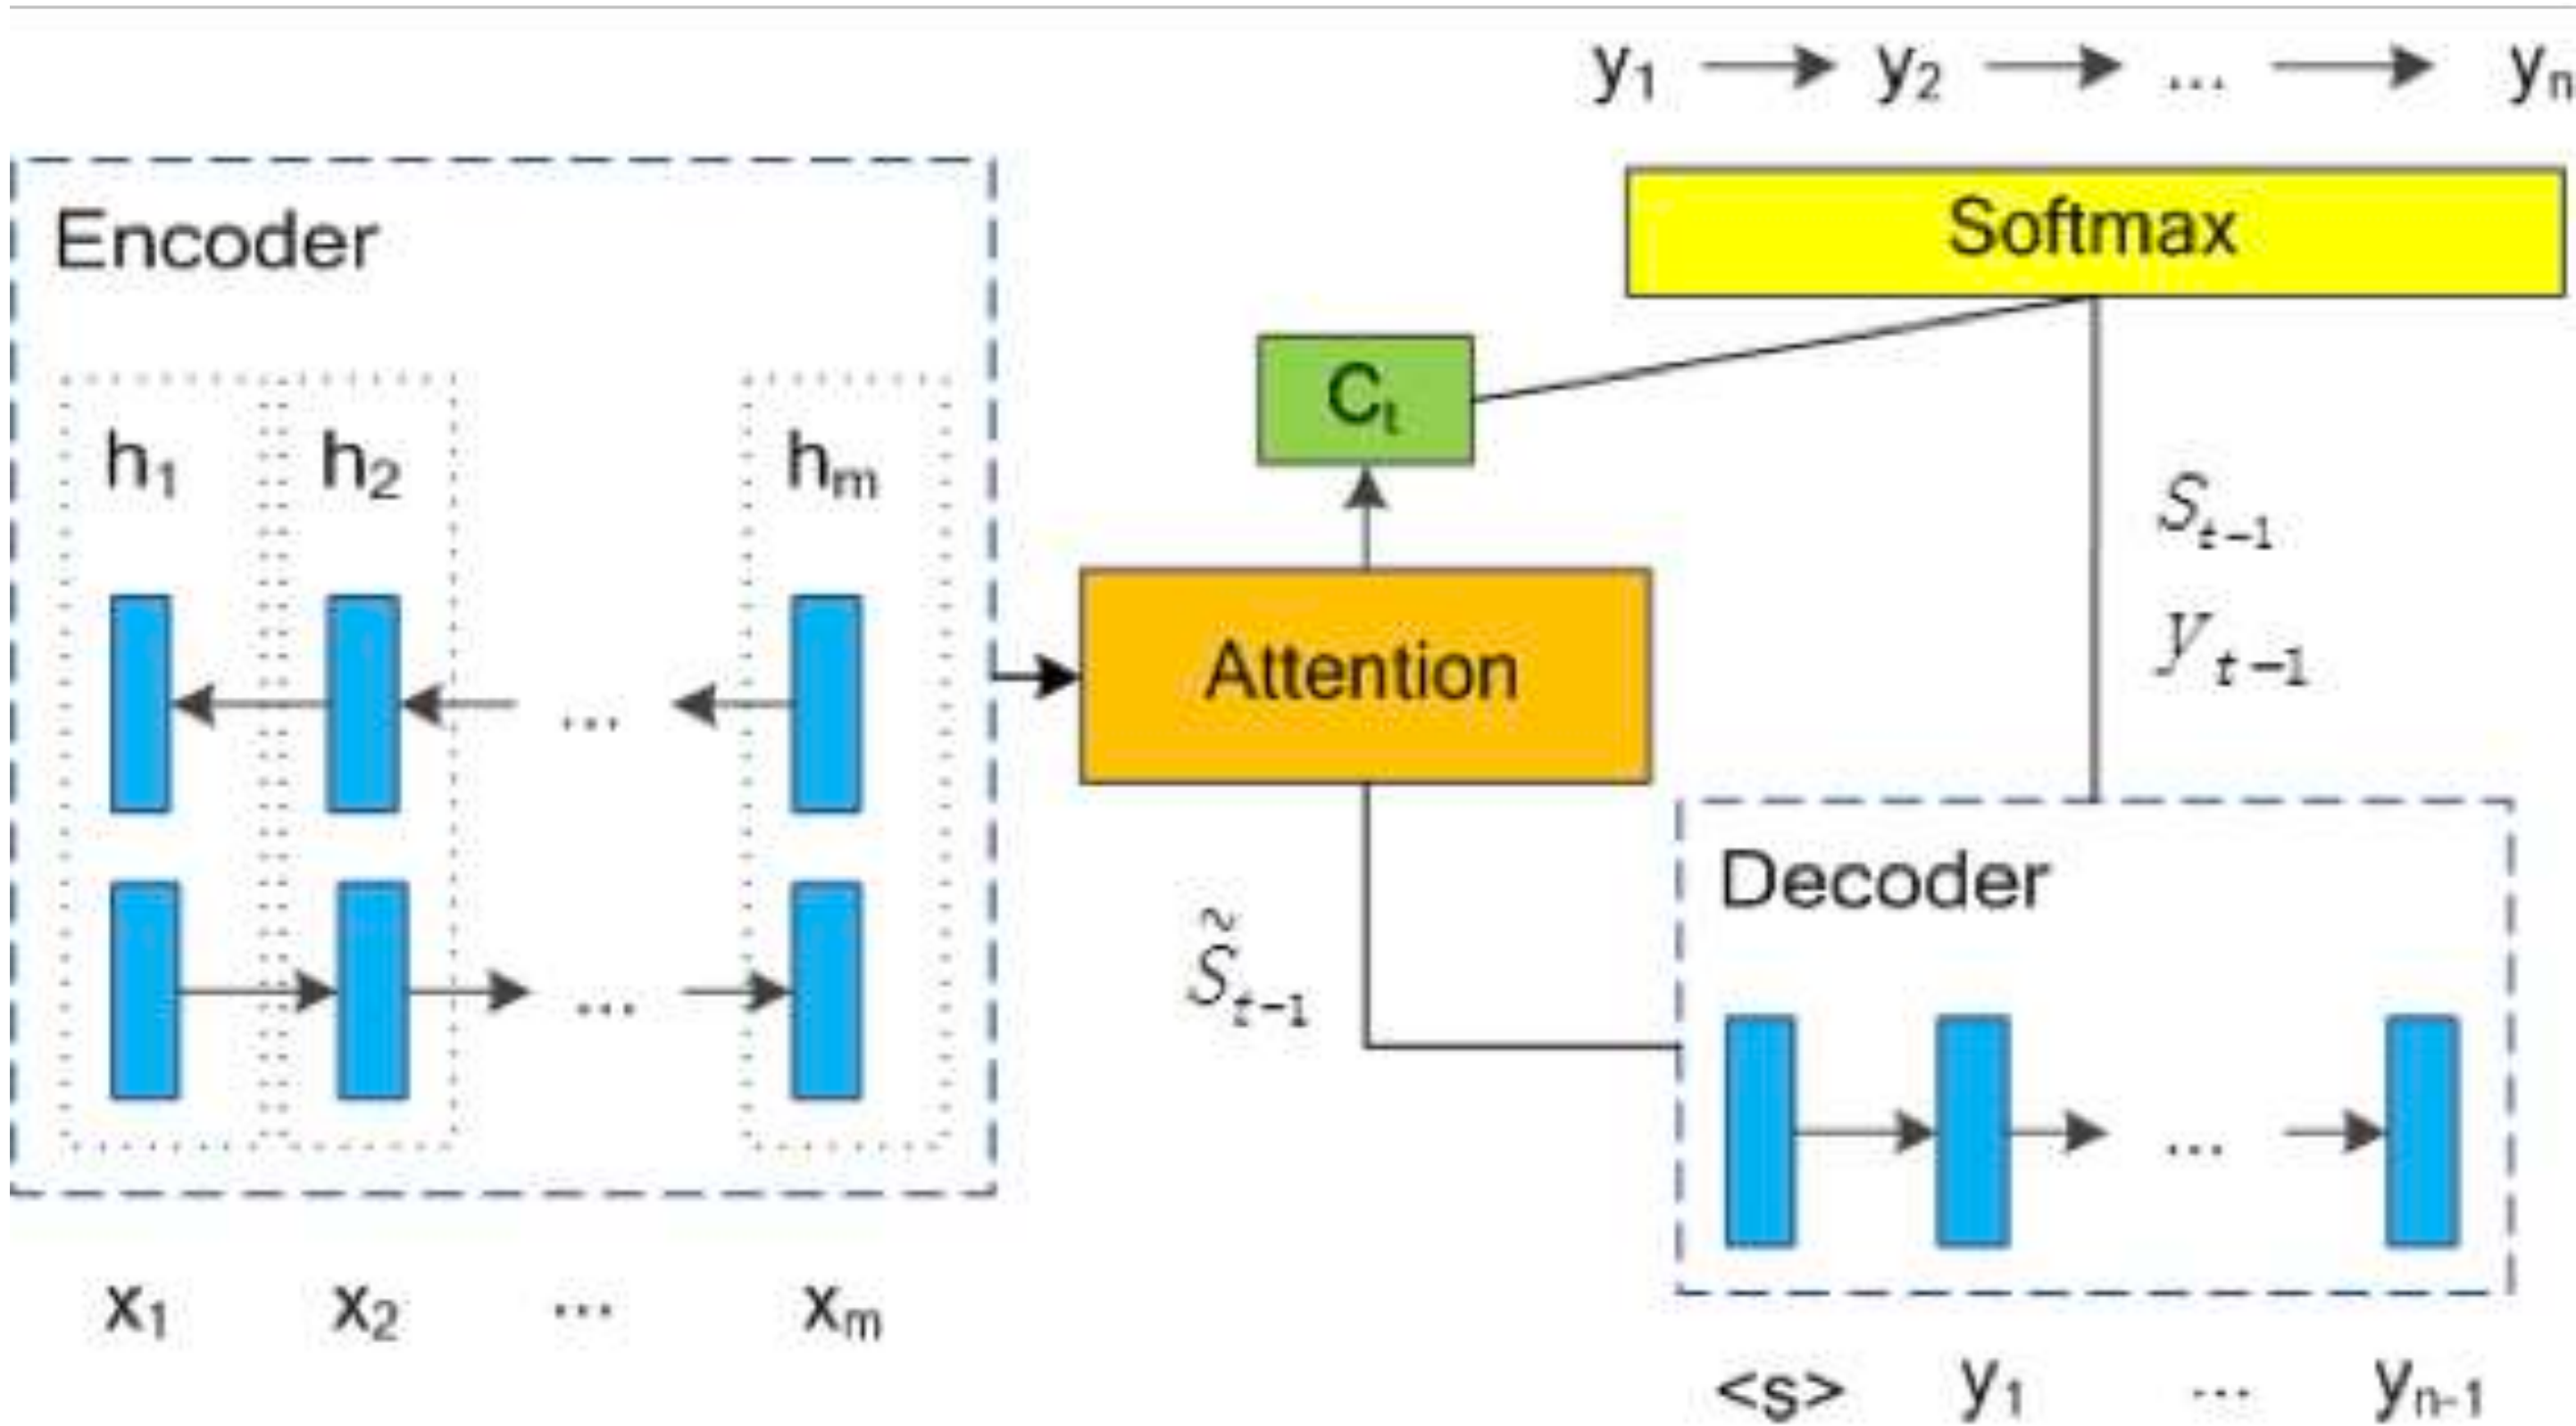 y₁ y₂ ... yₙ
Encoder
Softmax
h₁ h₂ hₘ
Cₜ
Sₜ₋₁
yₜ₋₁
Attention
...
Decoder
S̃ₜ₋₁
...
...
x₁ x₂ ... xₘ
<s> y₁ ... yₙ₋₁